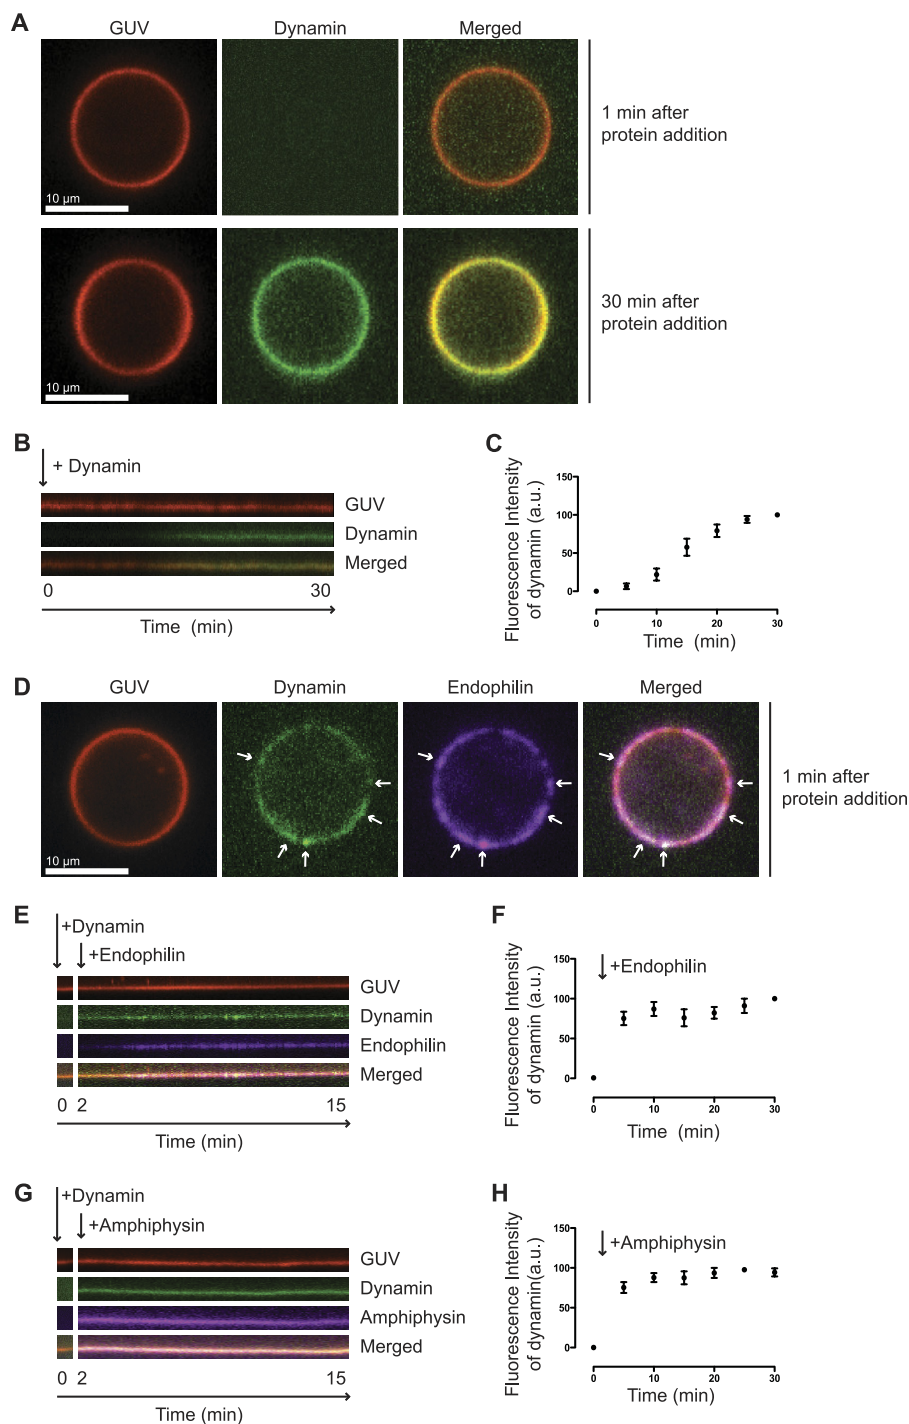 A
GUV Dynamin Merged
10 µm
1 min after
protein addition
10 µm
30 min after
protein addition
B
+ Dynamin
GUV
Dynamin
Merged
0 30
Time (min)
C
Fluorescence Intensity
of dynamin (a.u.)
150
100
50
0
0 10 20 30
Time (min)
D
GUV Dynamin Endophilin Merged
10 µm
1 min after
protein addition
E
+Dynamin
+Endophilin
GUV
Dynamin
Endophilin
Merged
0 2 15
Time (min)
F
Fluorescence Intensity
of dynamin (a.u.)
+Endophilin
150
100
50
0
0 10 20 30
Time (min)
G
+Dynamin
+Amphiphysin
GUV
Dynamin
Amphiphysin
Merged
0 2 15
Time (min)
H
Fluorescence Intensity
of dynamin(a.u.)
+Amphiphysin
150
100
50
0
0 10 20 30
Time (min)